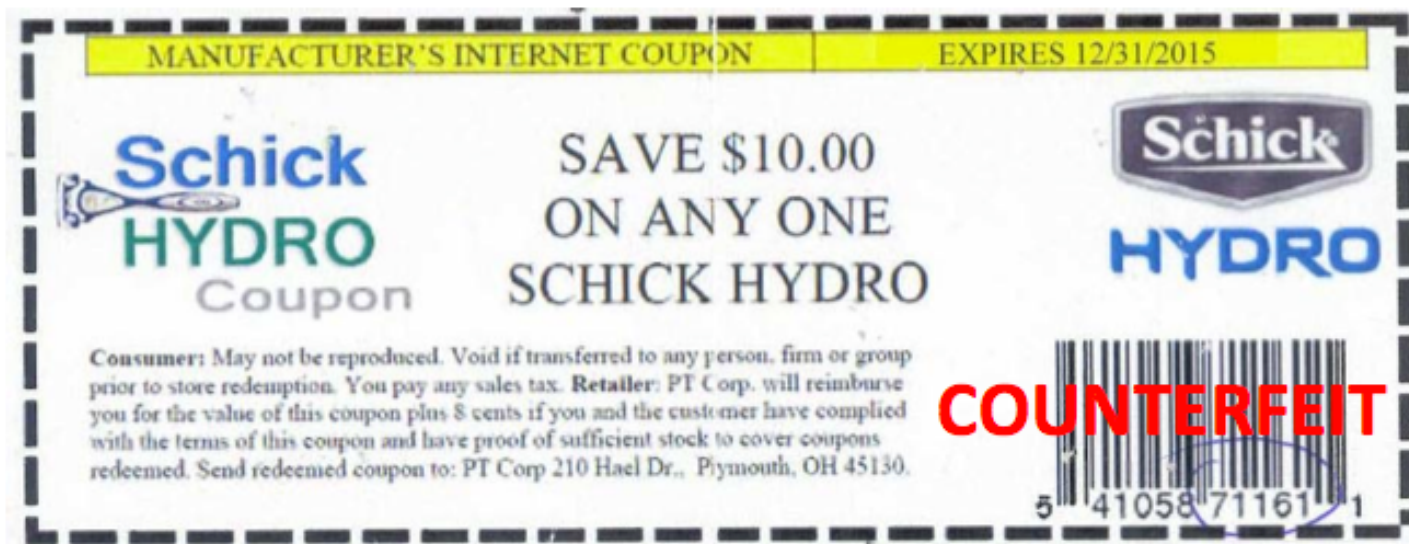 MANUFACTURER'S INTERNET COUPON EXPIRES 12/31/2015
Schick
HYDRO
Coupon
SAVE $10.00
ON ANY ONE
SCHICK HYDRO
Schick
HYDRO
Consumer: May not be reproduced. Void if transferred to any person, firm or group
prior to store redemption. You pay any sales tax. Retailer: PT Corp. will reimburse
you for the value of this coupon plus 8 cents if you and the customer have complied
with the terms of this coupon and have proof of sufficient stock to cover coupons
redeemed. Send redeemed coupon to: PT Corp 210 Hael Dr., Plymouth, OH 45130.
COUNTERFEIT
5 41058 71161 1